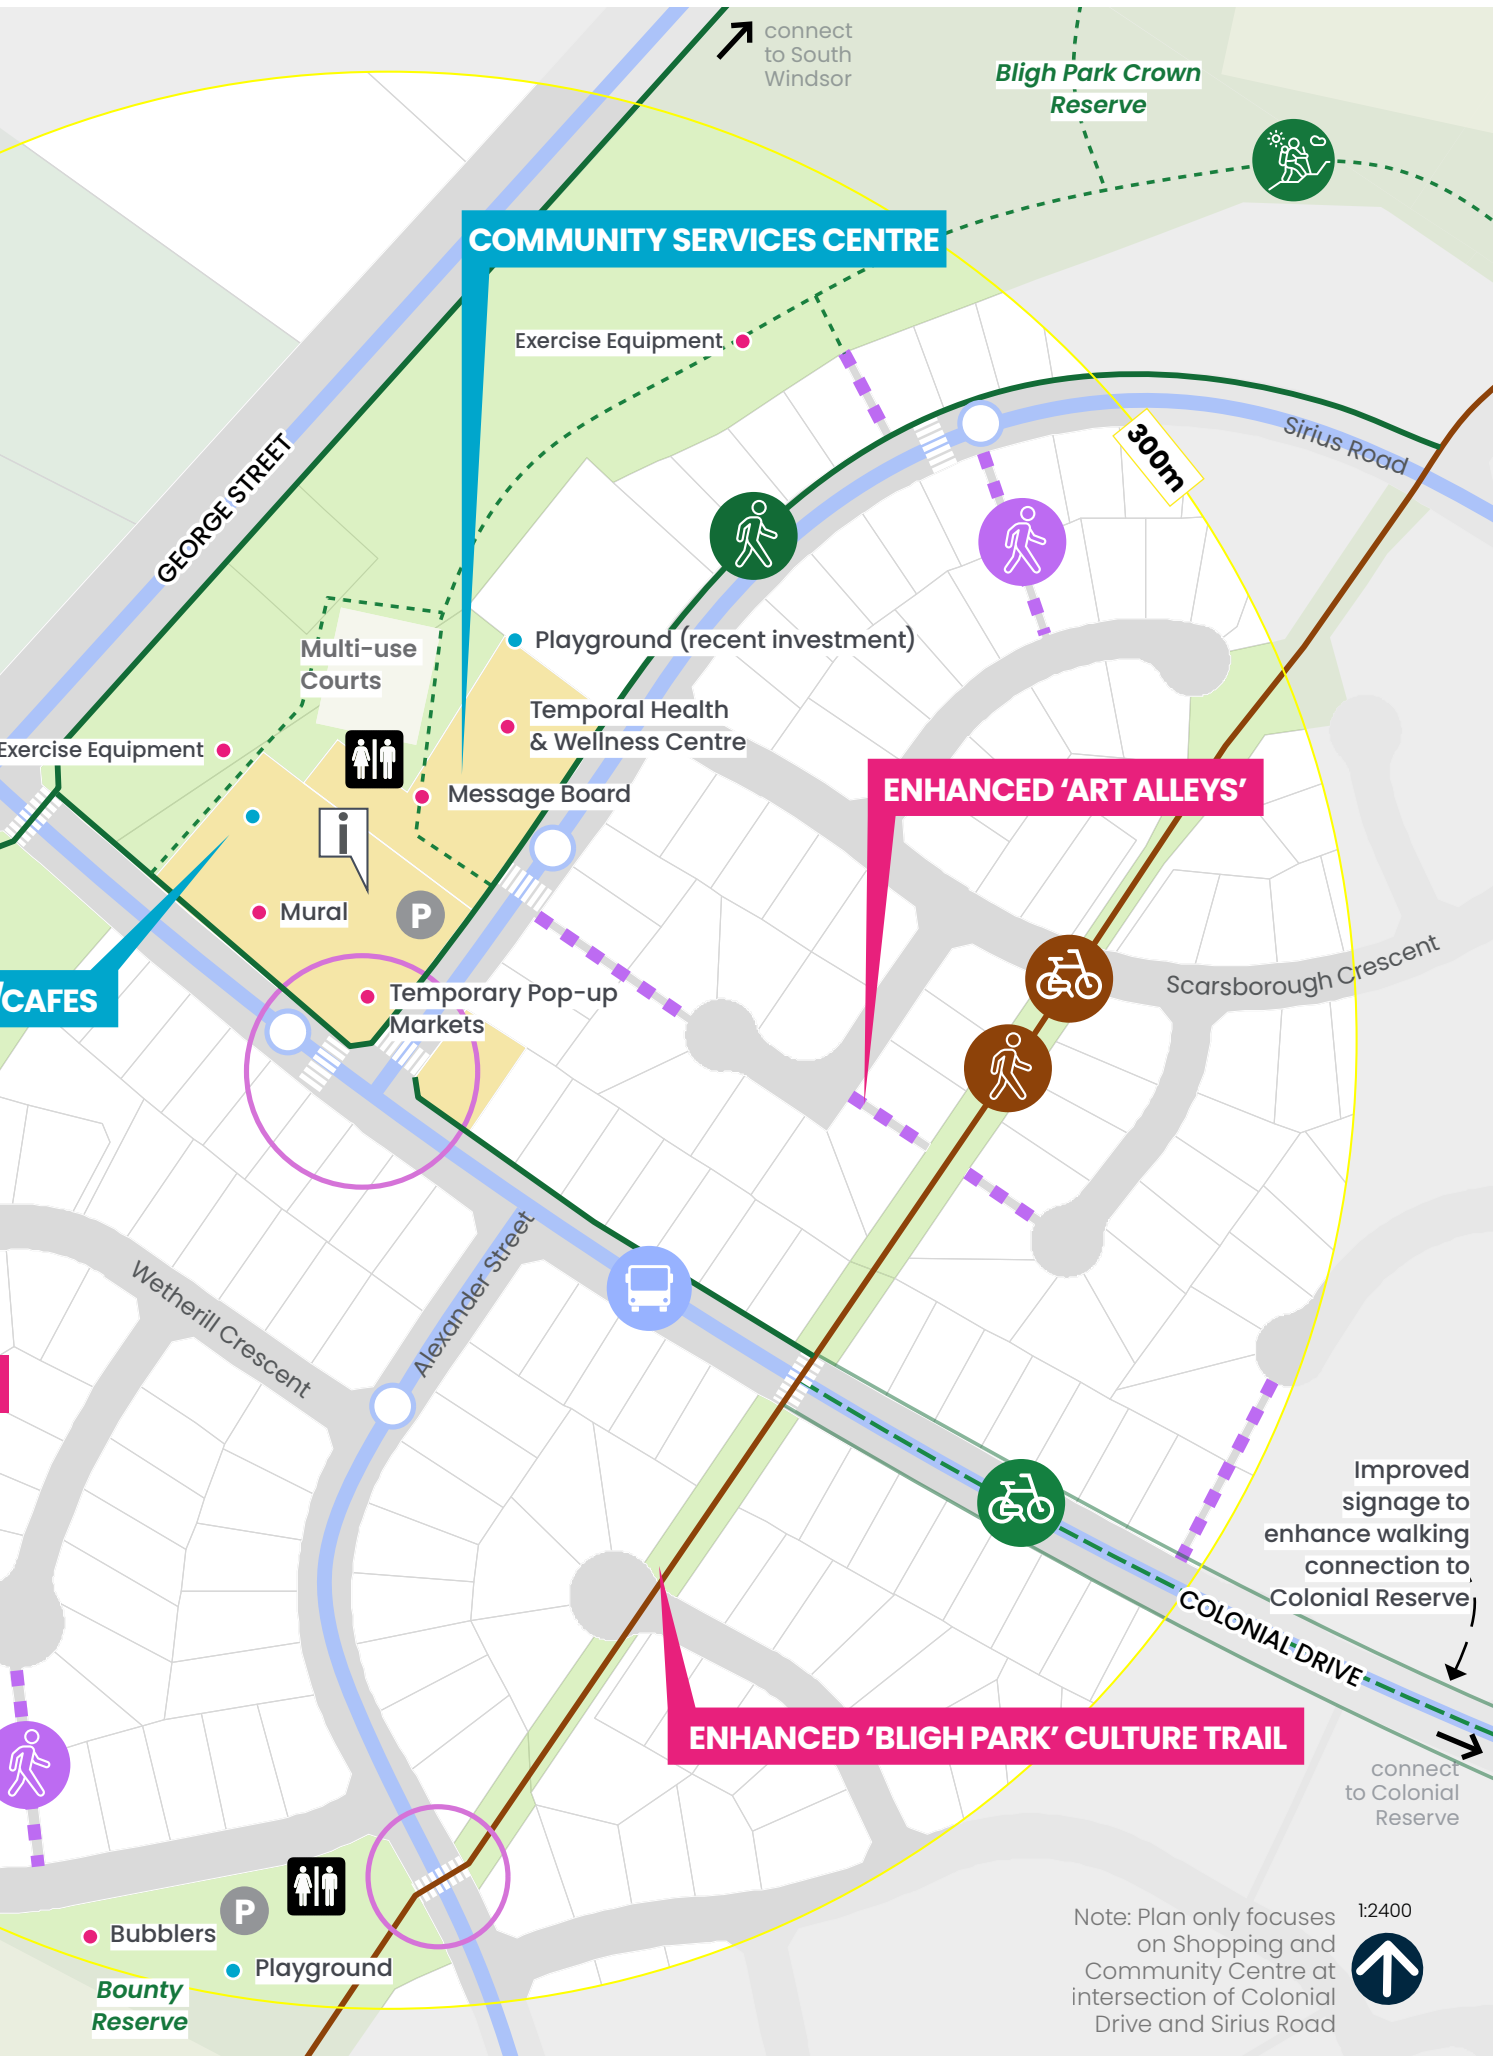 connect
to South
Windsor
Bligh Park Crown
Reserve
COMMUNITY SERVICES CENTRE
Exercise Equipment
300m
Sirius Road
GEORGE STREET
Multi-use
Courts
Playground (recent investment)
Temporal Health
& Wellness Centre
Exercise Equipment
Message Board
ENHANCED ‘ART ALLEYS’
i
Mural
P
Scarsborough Crescent
/CAFES
Temporary Pop-up
Markets
Wetherill Crescent
Alexander Street
Improved
signage to
enhance walking
connection to
Colonial Reserve
COLONIAL DRIVE
ENHANCED ‘BLIGH PARK’ CULTURE TRAIL
connect
to Colonial
Reserve
P
Bubblers
Playground
Bounty
Reserve
Note: Plan only focuses
on Shopping and
Community Centre at
intersection of Colonial
Drive and Sirius Road
1:2400